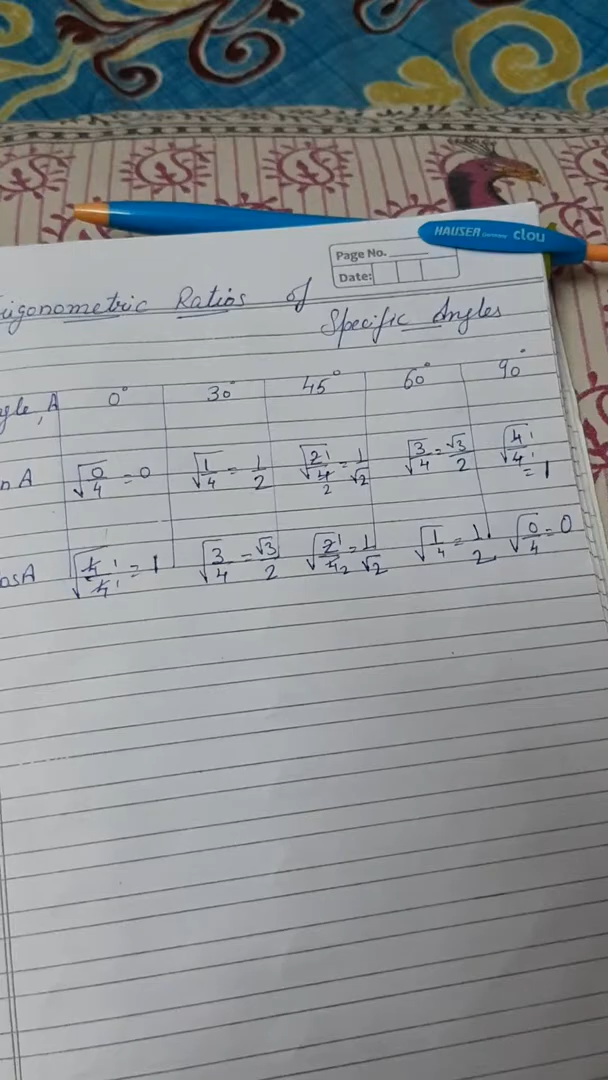 HAUSER Germany clou
Page No.
Date:
Trigonometric Ratios of
Specific Angles
gle, A 0° 30° 45° 60° 90°
n A √0/4 = 0 √1/4 = 1/2 √2/4 = 1/√2 √3/4 = √3/2 √4/4 = 1
osA √4/4 = 1 √3/4 = √3/2 √2/4 = 1/√2 √1/4 = 1/2 √0/4 = 0